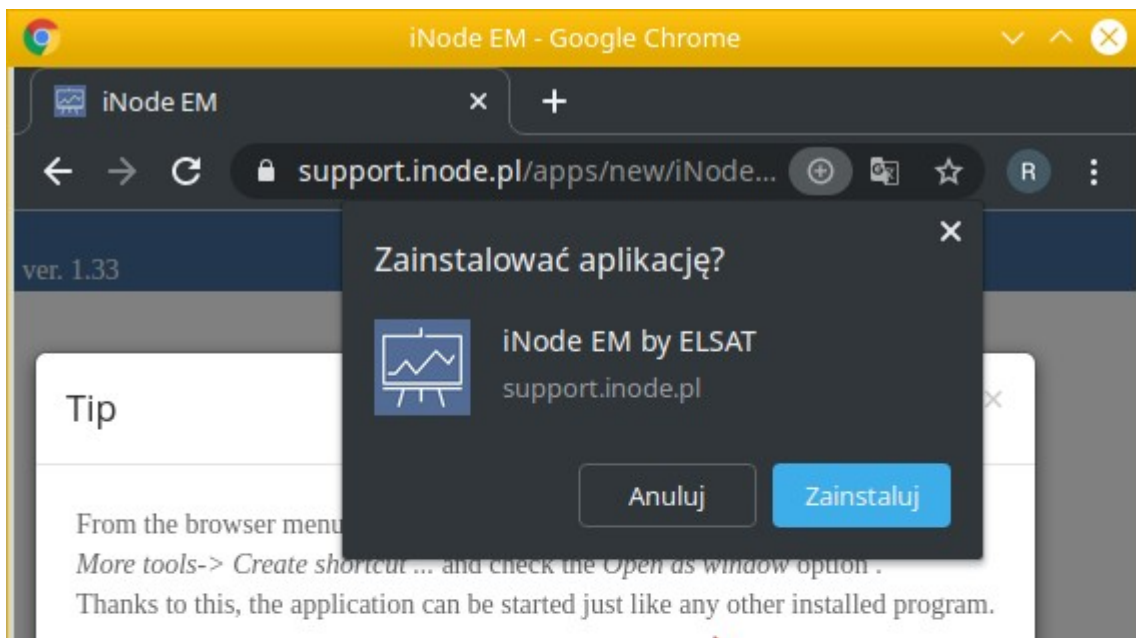 iNode EM - Google Chrome
iNode EM
support.inode.pl/apps/new/iNode...
R
ver. 1.33
Zainstalować aplikację?
iNode EM by ELSAT
support.inode.pl
Tip
Anuluj
Zainstaluj
From the browser menu
More tools-> Create shortcut ... and check the Open as window option .
Thanks to this, the application can be started just like any other installed program.